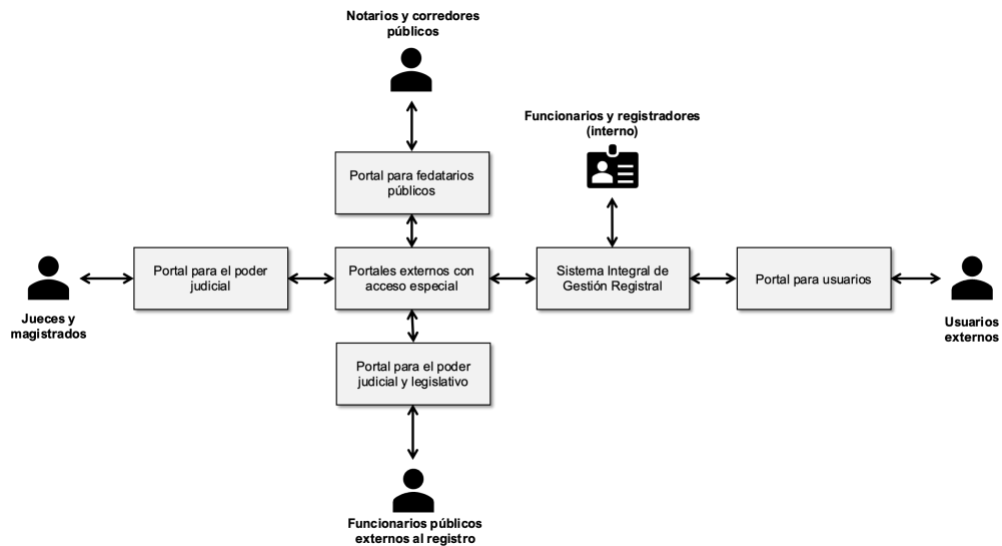 Notarios y corredores
públicos
Funcionarios y registradores
(interno)
Portal para fedatarios
públicos
Portal para el poder
judicial
Portales externos con
acceso especial
Sistema Integral de
Gestión Registral
Portal para usuarios
Jueces y
magistrados
Usuarios
externos
Portal para el poder
judicial y legislativo
Funcionarios públicos
externos al registro